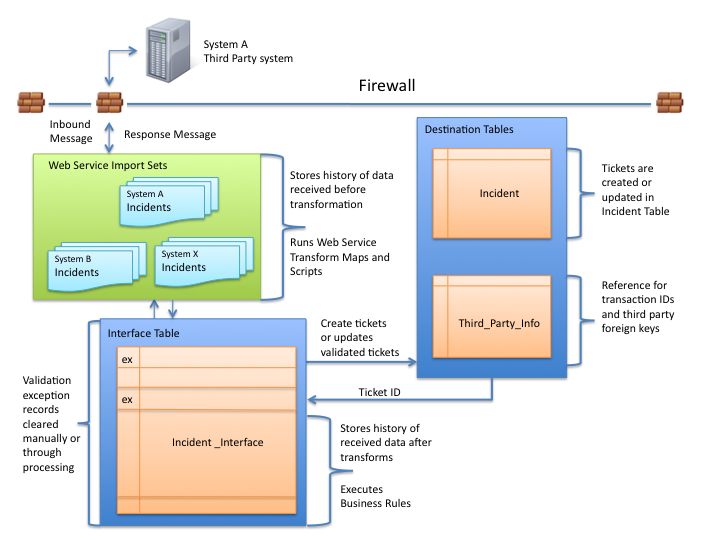 System A
Third Party system
Firewall
Inbound
Message
Response Message
Web Service Import Sets
System A
Incidents
System B
Incidents
System X
Incidents
Stores history of data
received before
transformation
Runs Web Service
Transform Maps and
Scripts
Destination Tables
Incident
Third_Party_Info
Tickets are
created or
updated in
Incident Table
Reference for
transaction IDs
and third party
foreign keys
Interface Table
ex
ex
Incident _Interface
Validation
exception
records
cleared
manually or
through
processing
Create tickets
or updates
validated tickets
Ticket ID
Stores history of
received data after
transforms
Executes
Business Rules